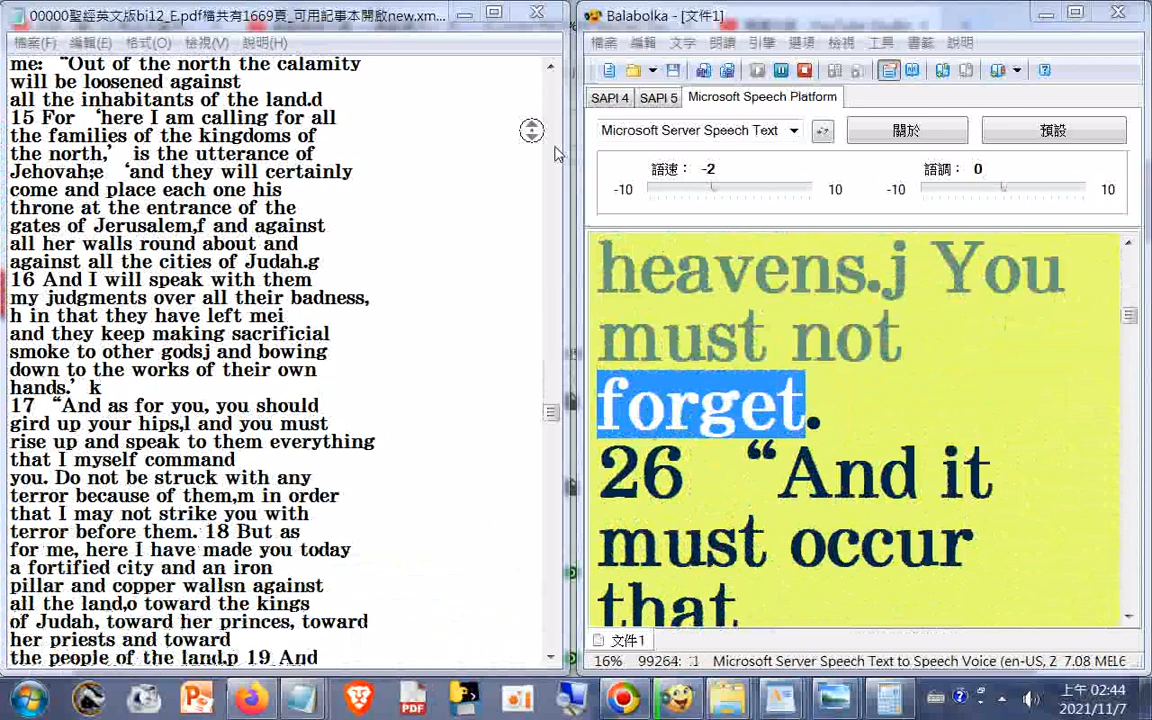 00000聖經英文版bi12_E.pdf檔共有1669頁_可用記事本開啟new.xm...
檔案(F) 編輯(E) 格式(O) 檢視(V) 說明(H)
me: “Out of the north the calamity
will be loosened against
all the inhabitants of the land.d
15 For ‘here I am calling for all
the families of the kingdoms of
the north,’ is the utterance of
Jehovah;e ‘and they will certainly
come and place each one his
throne at the entrance of the
gates of Jerusalem,f and against
all her walls round about and
against all the cities of Judah.g
16 And I will speak with them
my judgments over all their badness,
h in that they have left mei
and they keep making sacrificial
smoke to other godsj and bowing
down to the works of their own
hands.’ k
17 “And as for you, you should
gird up your hips,l and you must
rise up and speak to them everything
that I myself command
you. Do not be struck with any
terror because of them,m in order
that I may not strike you with
terror before them. 18 But as
for me, here I have made you today
a fortified city and an iron
pillar and copper wallsn against
all the land,o toward the kings
of Judah, toward her princes, toward
her priests and toward
the people of the land.p 19 And
Balabolka - [文件1]
檔案 編輯 文字 朗讀 引擎 選項 檢視 工具 書籤 說明
SAPI 4 SAPI 5 Microsoft Speech Platform
Microsoft Server Speech Text 關於 預設
語速: -2 語調: 0
-10 10 -10 10
heavens.j You
must not
forget.
26 “And it
must occur
that
文件1
16% 99264: 1 Microsoft Server Speech Text to Speech Voice (en-US, Z 7.08 MEL6
PDF
上午 02:44
2021/11/7